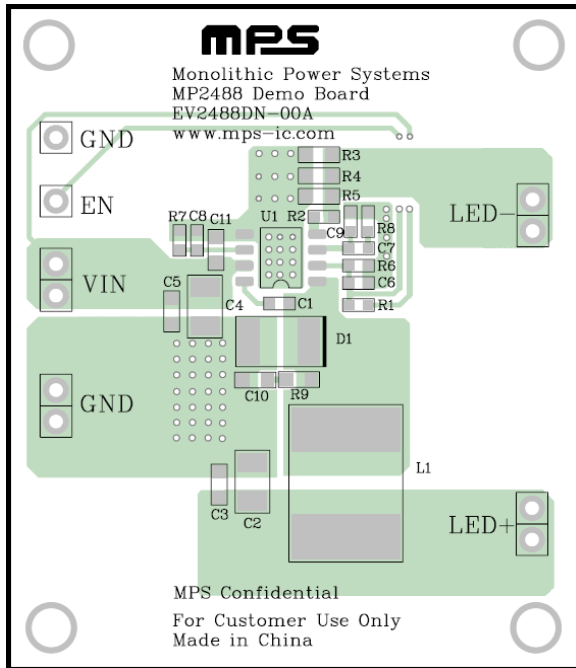 mps
Monolithic Power Systems
MP2488 Demo Board
EV2488DN-00A
www.mps-ic.com
GND
R3
R4
EN
R5
LED-
R7
C8
C11
U1
R2
C9
R8
C7
VIN
R6
C5
C6
C4
C1
R1
D1
GND
C10
R9
L1
C3
C2
LED+
MPS Confidential
For Customer Use Only
Made in China